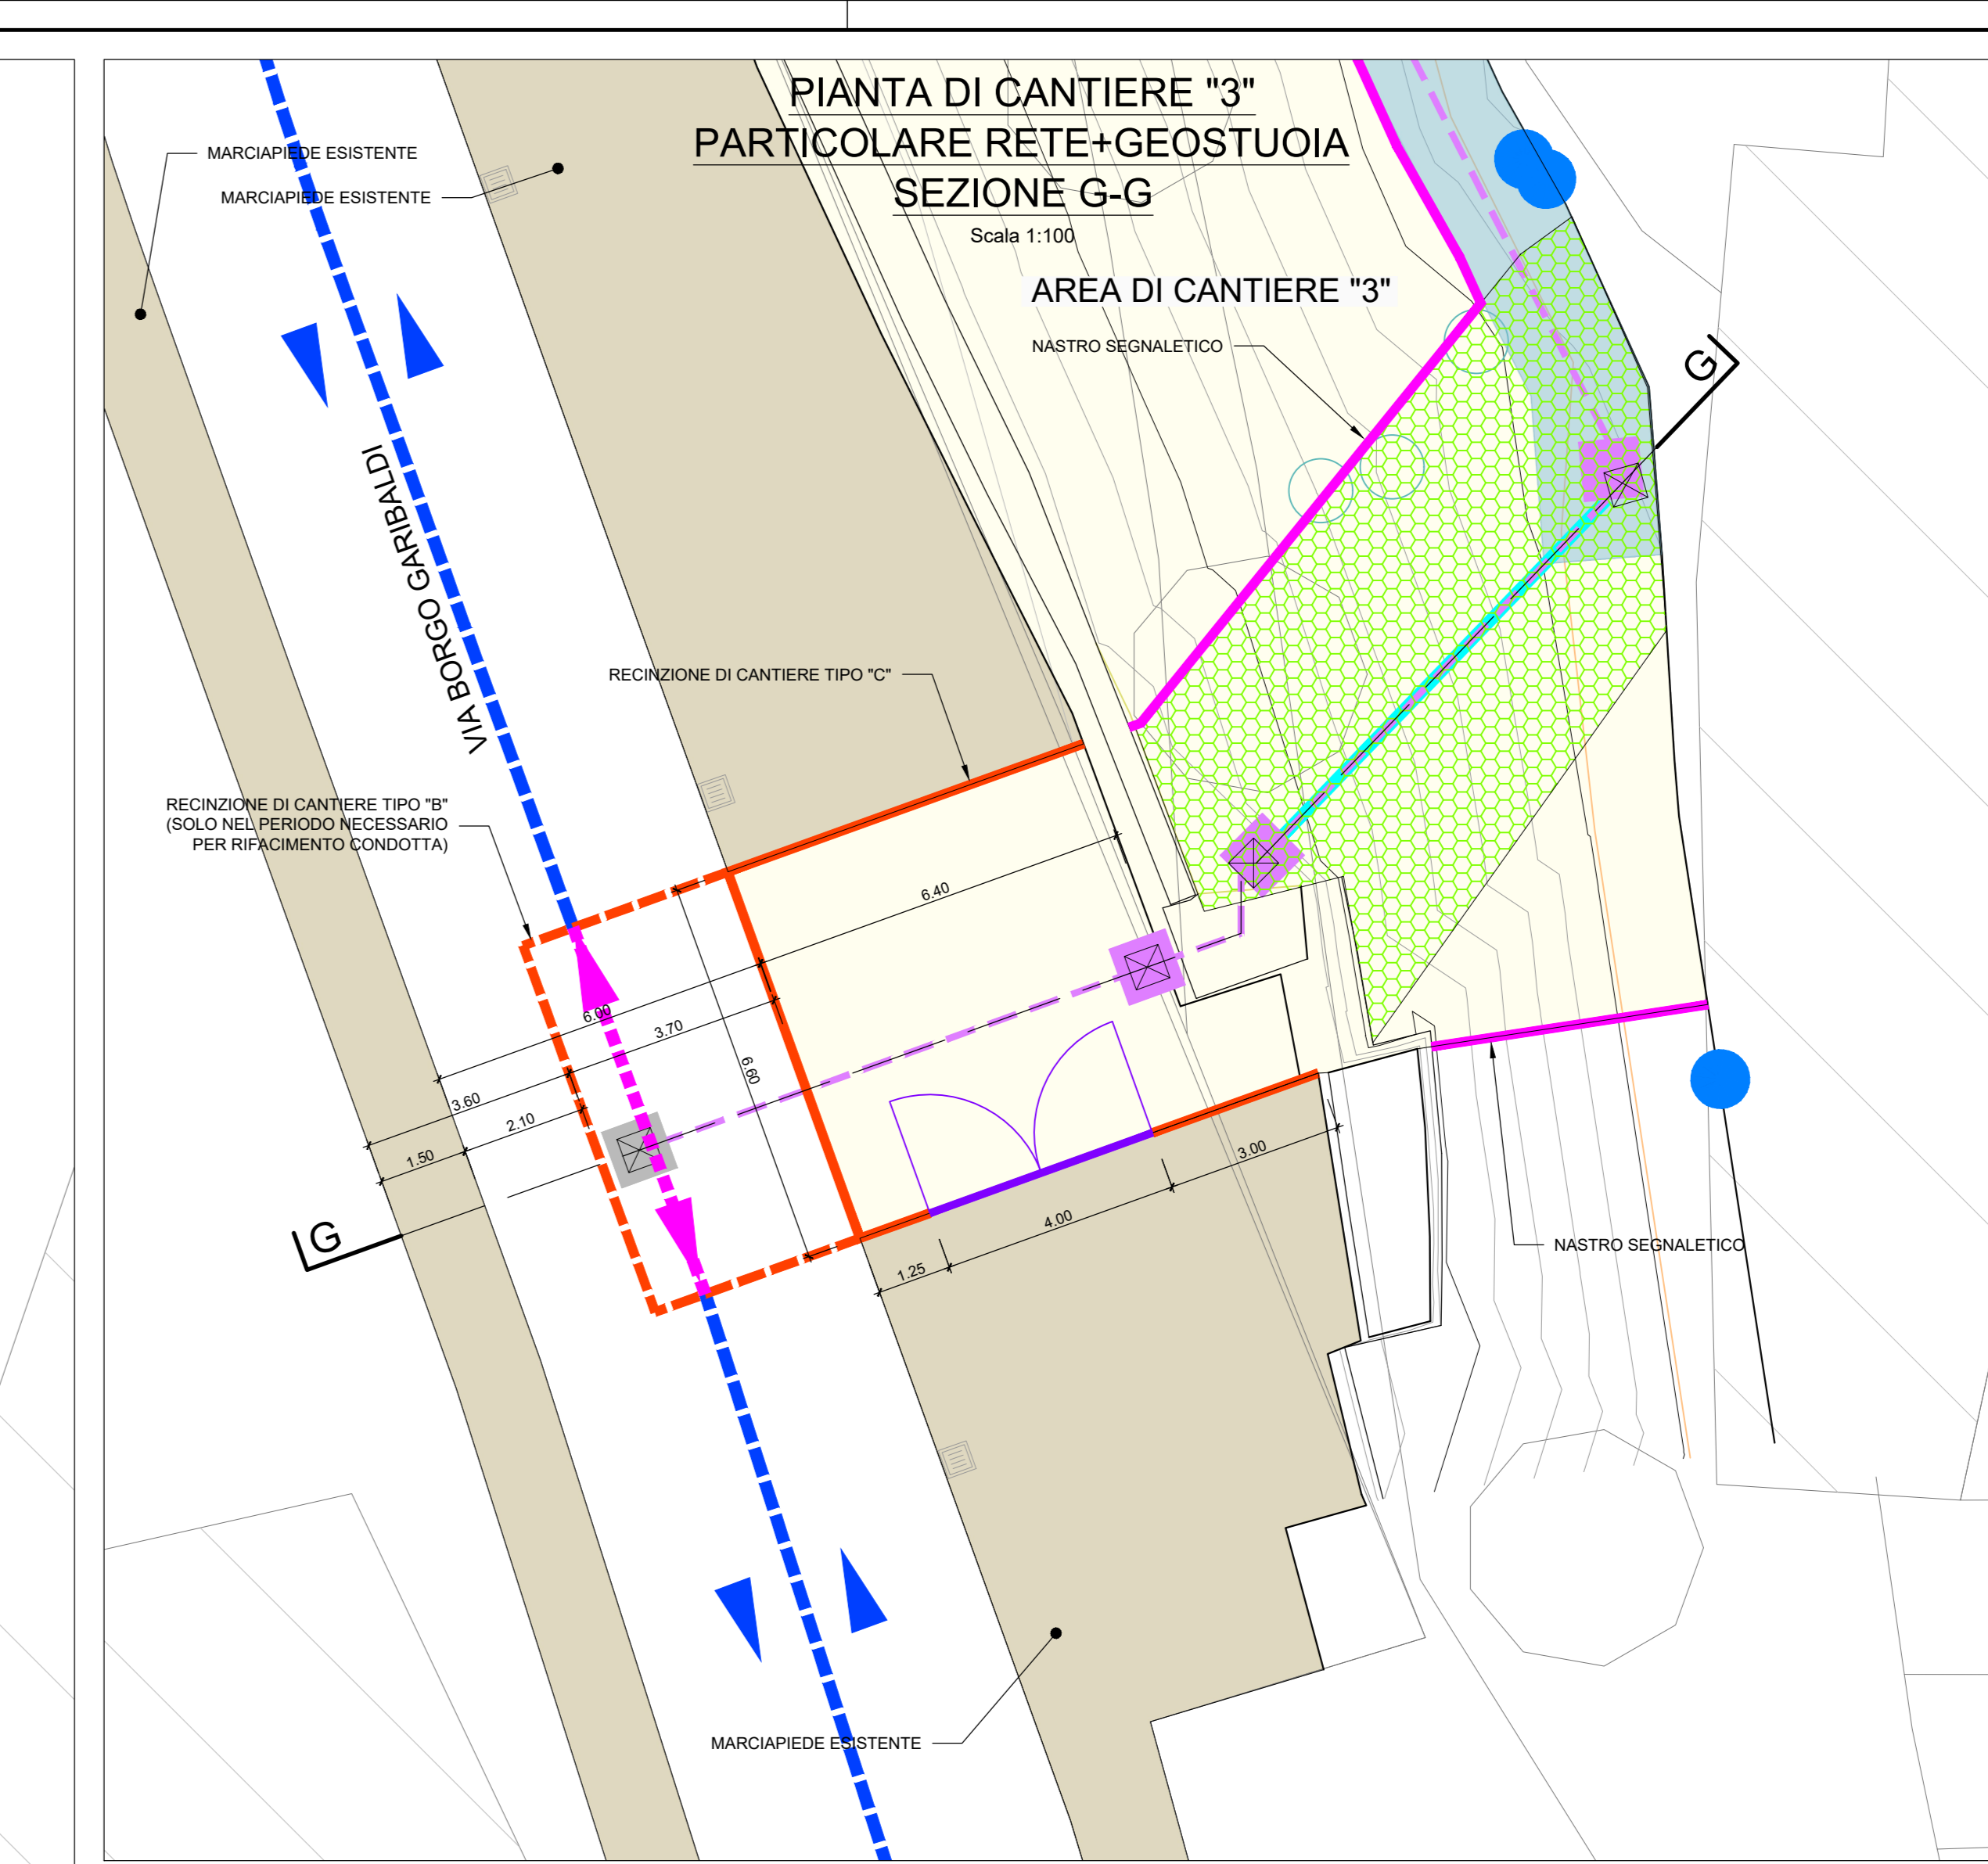 PIANTA DI CANTIERE "3"
PARTICOLARE RETE+GEOSTUOIA
SEZIONE G-G
Scala 1:100
MARCIAPIEDE ESISTENTE
MARCIAPIEDE ESISTENTE
AREA DI CANTIERE "3"
NASTRO SEGNALETICO
G
VIA BORGO GARIBALDI
RECINZIONE DI CANTIERE TIPO "C"
RECINZIONE DI CANTIERE TIPO "B"
(SOLO NEL PERIODO NECESSARIO
PER RIFACIMENTO CONDOTTA)
6.40
6.00
3.70
6.60
3.60
2.10
1.50
3.00
4.00
1.25
G
NASTRO SEGNALETICO
MARCIAPIEDE ESISTENTE